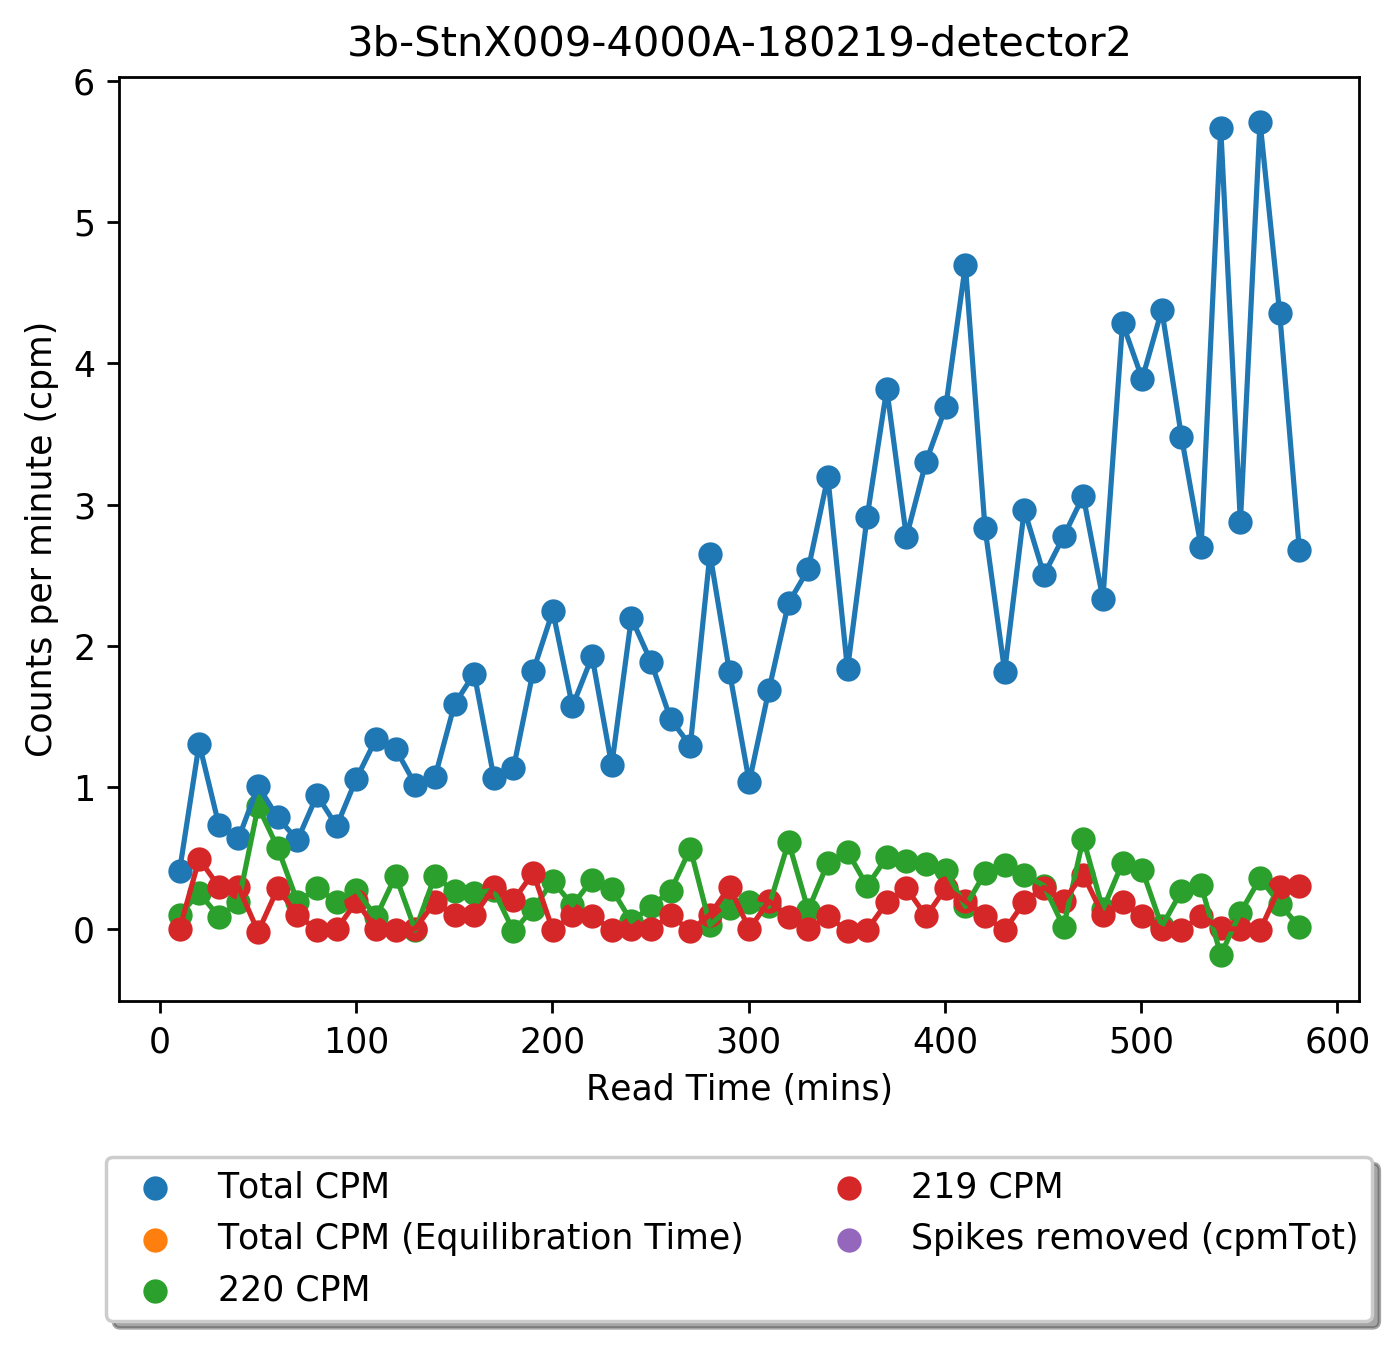 3b-StnX009-4000A-180219-detector2
6
5
4
3
2
1
0
Counts per minute (cpm)
0 100 200 300 400 500 600
Read Time (mins)
Total CPM
Total CPM (Equilibration Time)
220 CPM
219 CPM
Spikes removed (cpmTot)